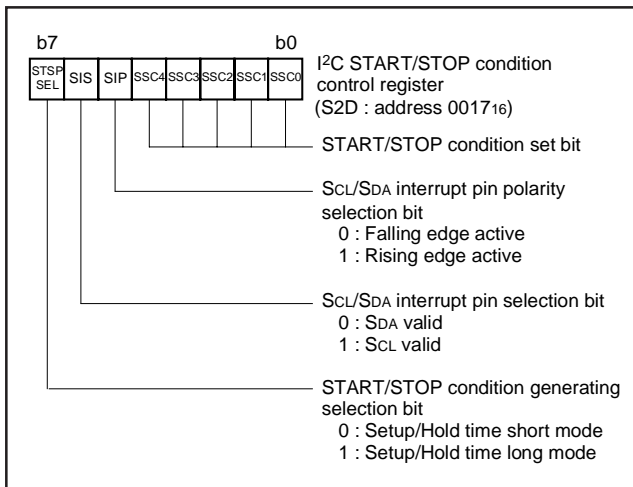 b7 b0
STSP SEL SIS SIP SSC4 SSC3 SSC2 SSC1 SSC0
I2C START/STOP condition
control register
(S2D : address 001716)
START/STOP condition set bit
SCL/SDA interrupt pin polarity
selection bit
0 : Falling edge active
1 : Rising edge active
SCL/SDA interrupt pin selection bit
0 : SDA valid
1 : SCL valid
START/STOP condition generating
selection bit
0 : Setup/Hold time short mode
1 : Setup/Hold time long mode